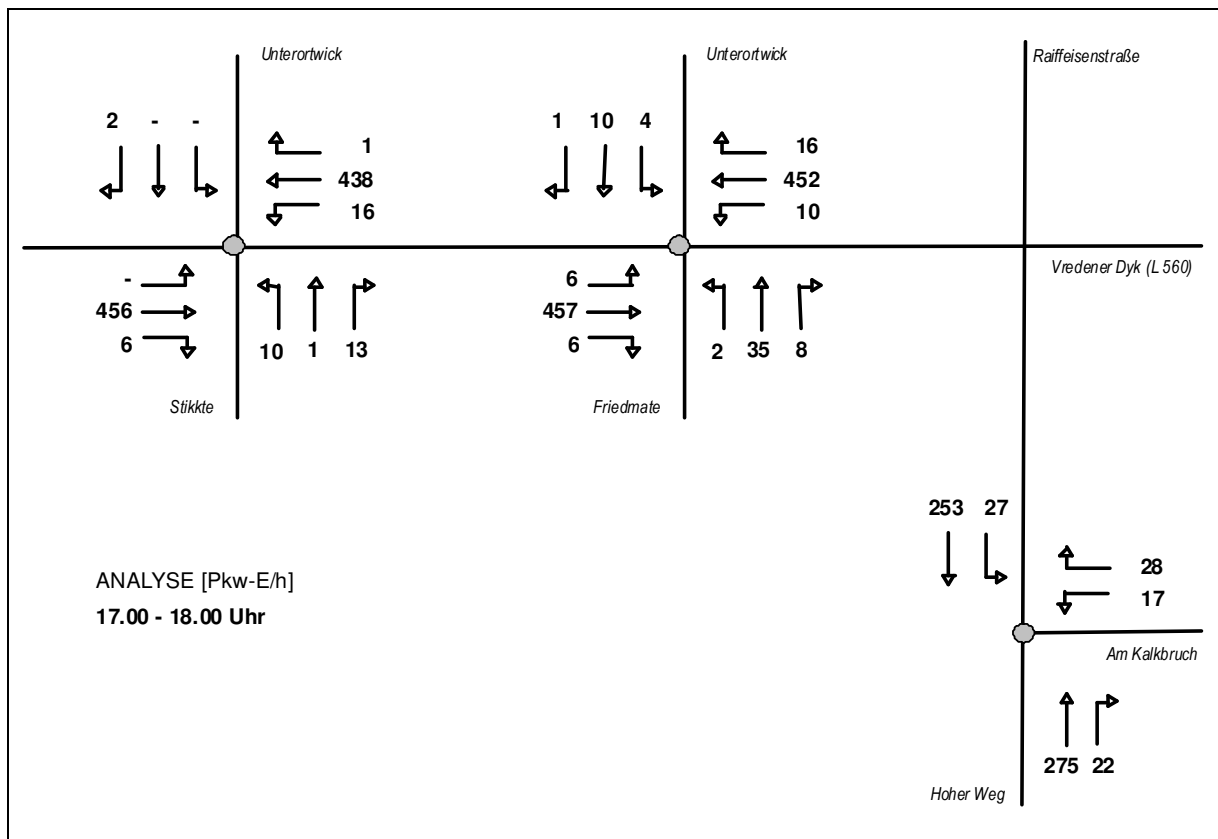 Unterortwick
Unterortwick
Raiffeisenstraße
2 - -
1
438
16
1 10 4
16
452
10
Vredener Dyk (L 560)
-
456
6
10 1 13
6
457
6
2 35 8
Stikkte
Friedmate
253 27
28
17
ANALYSE [Pkw-E/h]
17.00 - 18.00 Uhr
Am Kalkbruch
275 22
Hoher Weg